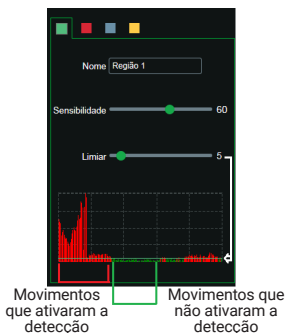 Nome Região 1
Sensibilidade 60
Limiar 5
Movimentos
que ativaram a
detecção
Movimentos que
não ativaram a
detecção